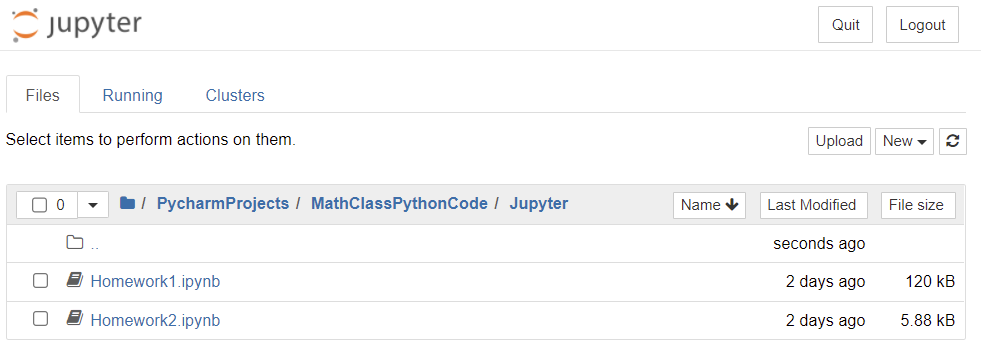 jupyter Quit Logout
Files Running Clusters
Select items to perform actions on them. Upload New
0 / PycharmProjects / MathClassPythonCode / Jupyter Name Last Modified File size
.. seconds ago
Homework1.ipynb 2 days ago 120 kB
Homework2.ipynb 2 days ago 5.88 kB